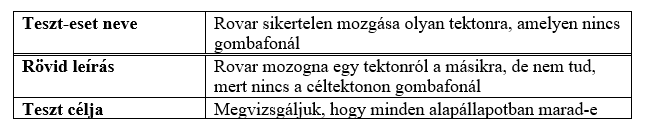 Teszt-eset neve Rovar sikertelen mozgása olyan tektonra, amelyen nincs
gombafonál
Rövid leírás Rovar mozogna egy tektonról a másikra, de nem tud,
mert nincs a céltektonon gombafonál
Teszt célja Megvizsgáljuk, hogy minden alapállapotban marad-e